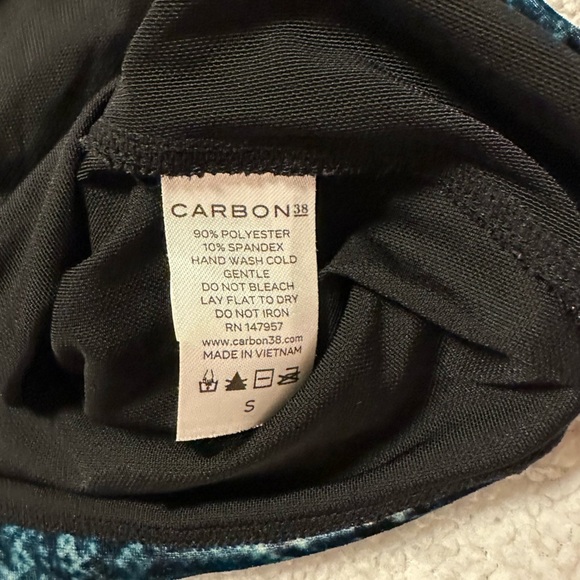 CARBON38
90% POLYESTER
10% SPANDEX
HAND WASH COLD
GENTLE
DO NOT BLEACH
LAY FLAT TO DRY
DO NOT IRON
RN 147957
www.carbon38.com
MADE IN VIETNAM
S